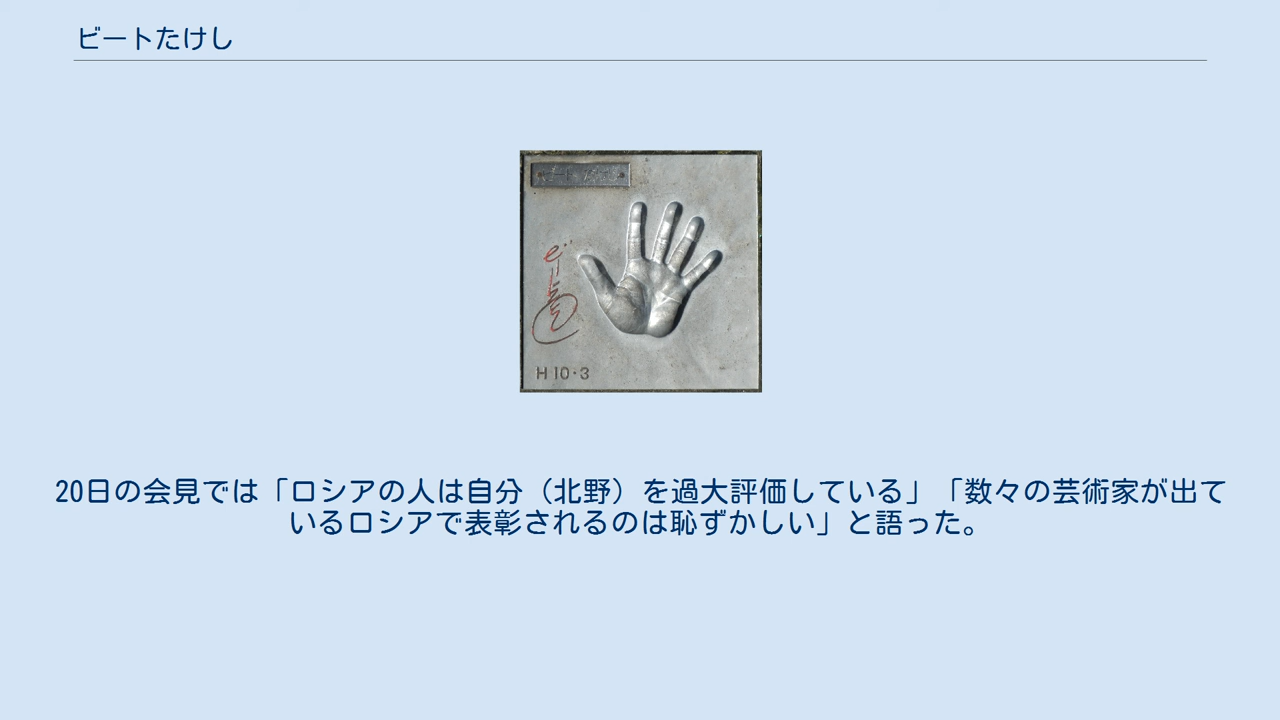 ビートたけし
H 10・3
20日の会見では「ロシアの人は自分（北野）を過大評価している」「数々の芸術家が出て
いるロシアで表彰されるのは恥ずかしい」と語った。